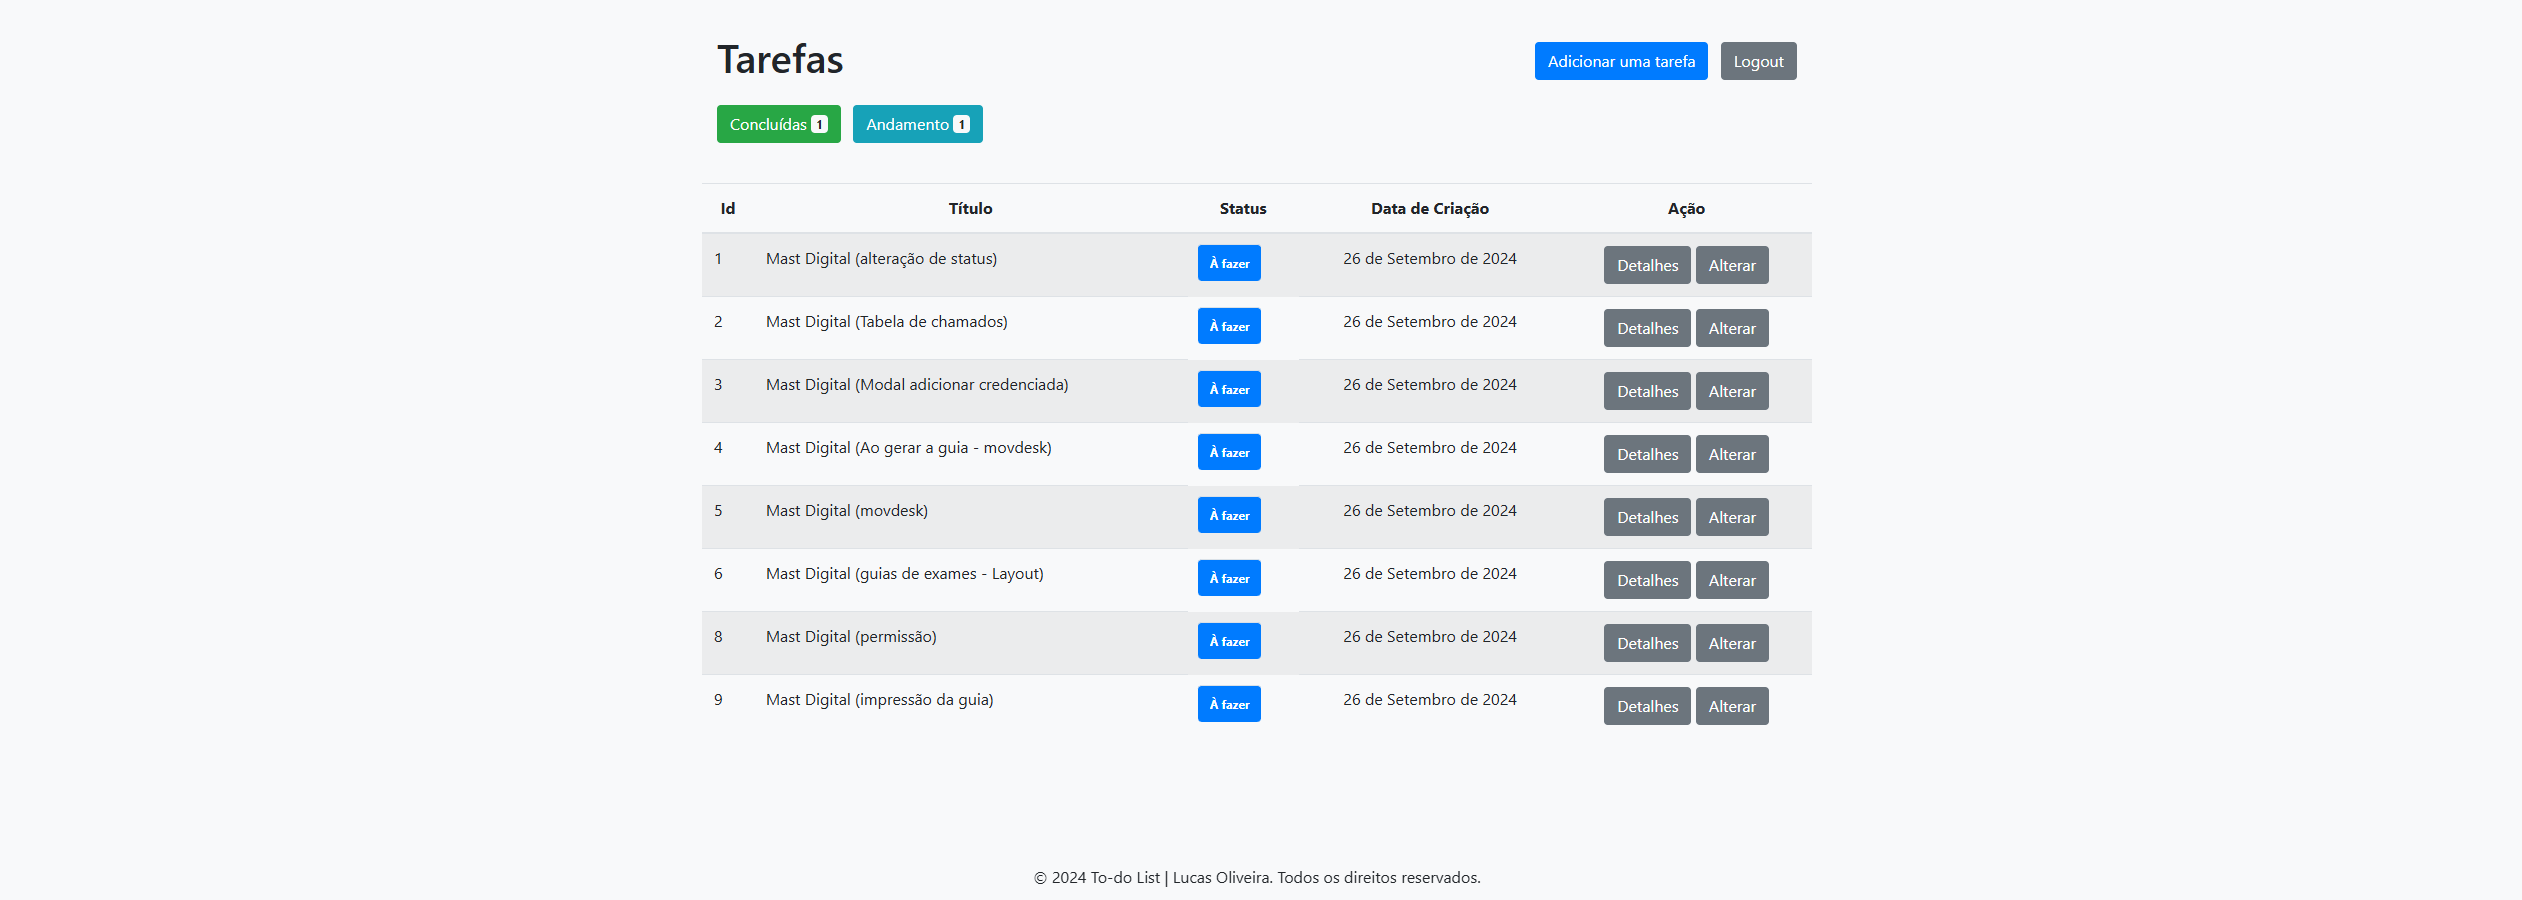 Tarefas
Adicionar uma tarefa Logout
Concluídas 1 Andamento 1
Id Título Status Data de Criação Ação
1 Mast Digital (alteração de status) À fazer 26 de Setembro de 2024 Detalhes Alterar
2 Mast Digital (Tabela de chamados) À fazer 26 de Setembro de 2024 Detalhes Alterar
3 Mast Digital (Modal adicionar credenciada) À fazer 26 de Setembro de 2024 Detalhes Alterar
4 Mast Digital (Ao gerar a guia - movdesk) À fazer 26 de Setembro de 2024 Detalhes Alterar
5 Mast Digital (movdesk) À fazer 26 de Setembro de 2024 Detalhes Alterar
6 Mast Digital (guias de exames - Layout) À fazer 26 de Setembro de 2024 Detalhes Alterar
8 Mast Digital (permissão) À fazer 26 de Setembro de 2024 Detalhes Alterar
9 Mast Digital (impressão da guia) À fazer 26 de Setembro de 2024 Detalhes Alterar
© 2024 To-do List | Lucas Oliveira. Todos os direitos reservados.